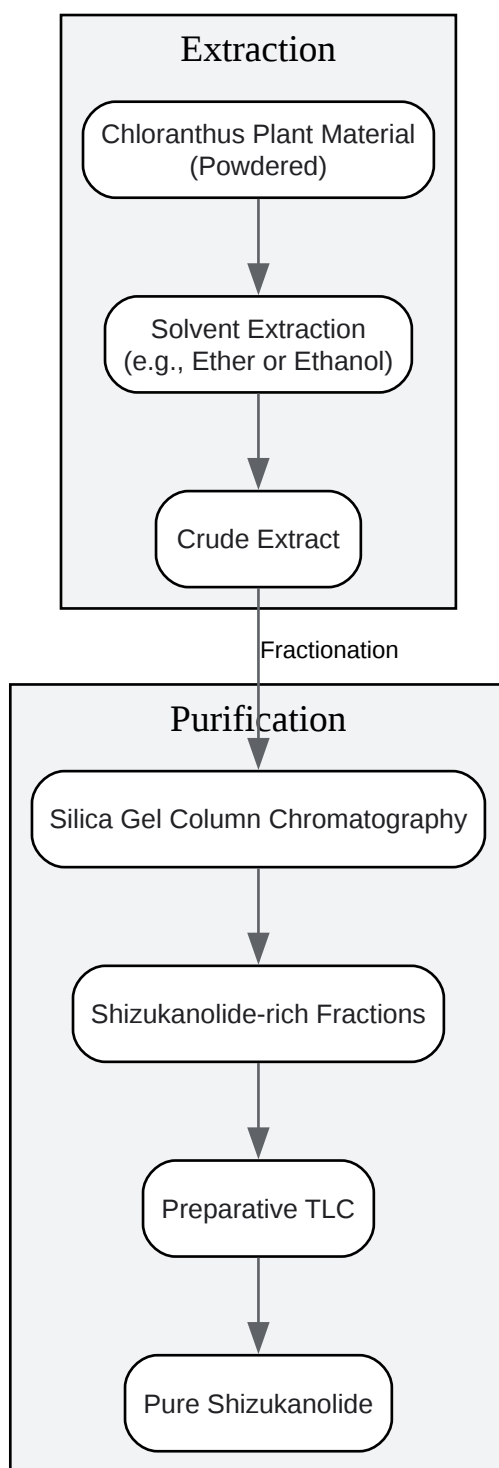 Extraction
Chloranthus Plant Material
(Powdered)
Solvent Extraction
(e.g., Ether or Ethanol)
Crude Extract
Fractionation
Purification
Silica Gel Column Chromatography
Shizukanolide-rich Fractions
Preparative TLC
Pure Shizukanolide